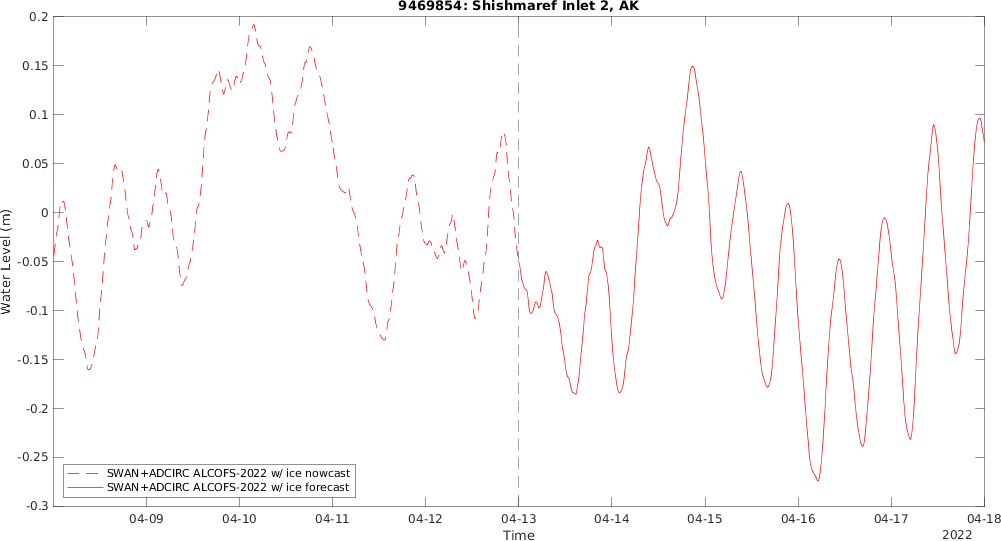 9469854: Shishmaref Inlet 2, AK
Water Level (m)
0.2
0.15
0.1
0.05
0
-0.05
-0.1
-0.15
-0.2
-0.25
-0.3
SWAN+ADCIRC ALCOFS-2022 w/ ice nowcast
SWAN+ADCIRC ALCOFS-2022 w/ ice forecast
04-09 04-10 04-11 04-12 04-13 04-14 04-15 04-16 04-17 04-18
Time
2022